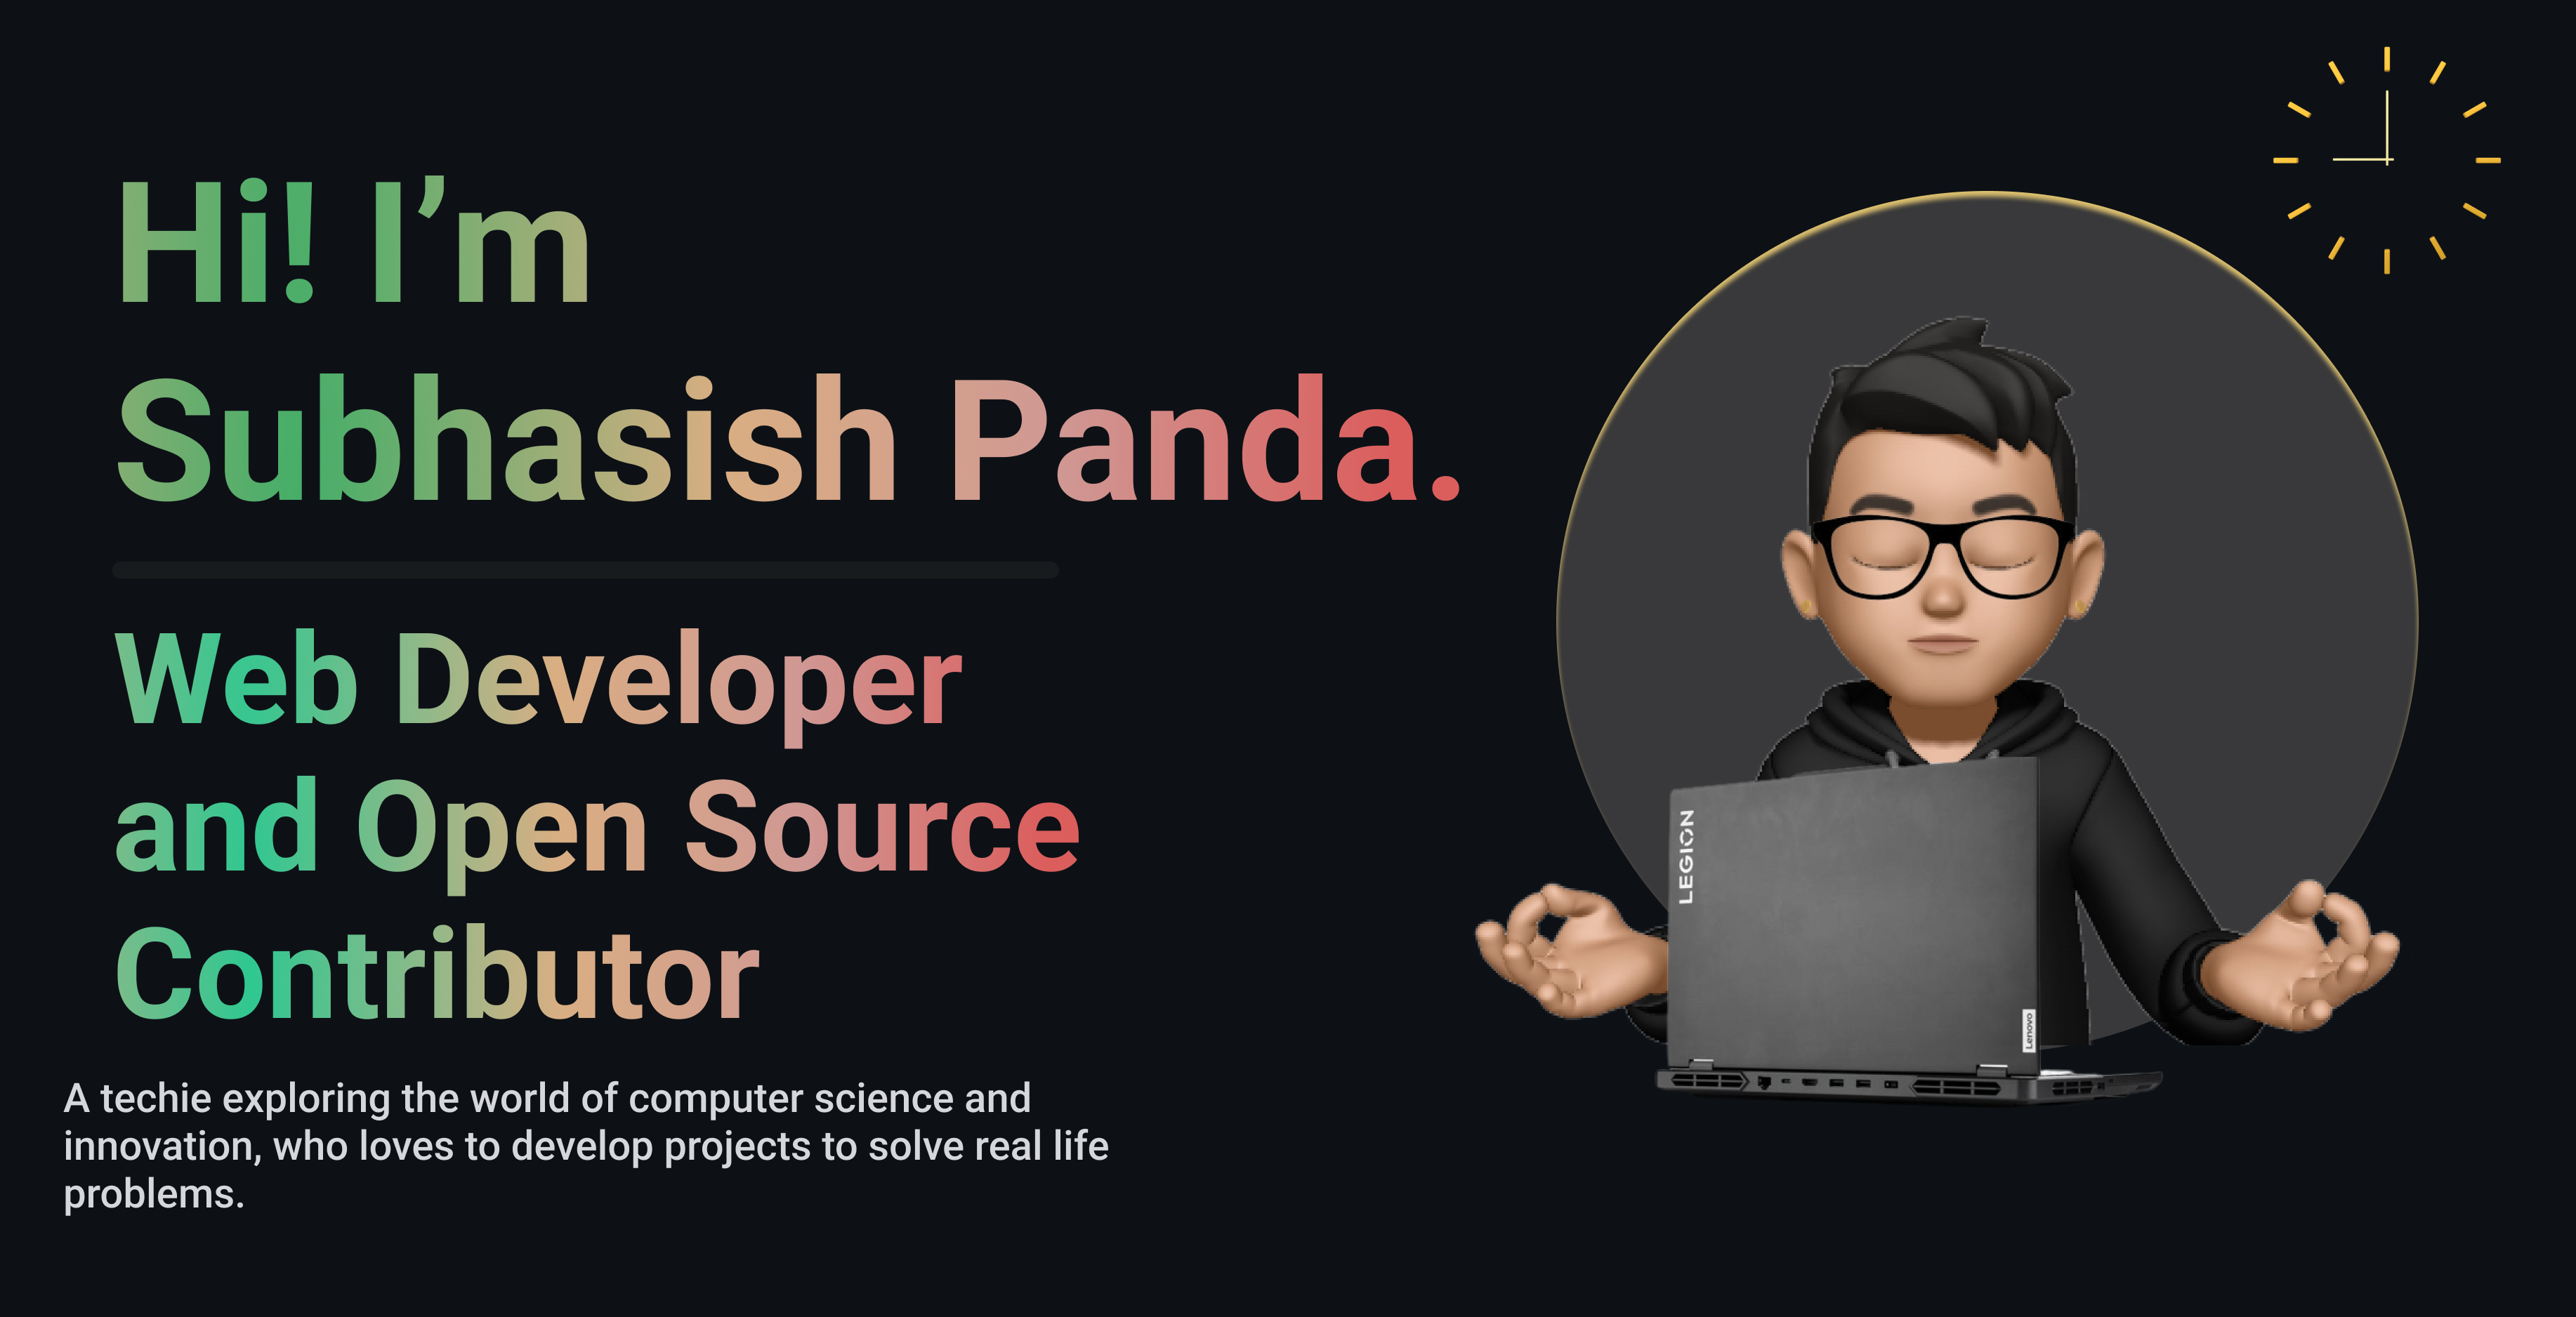 Hi! I’m
Subhasish Panda.
Web Developer
and Open Source
Contributor
A techie exploring the world of computer science and
innovation, who loves to develop projects to solve real life
problems.
LEGION
Lenovo